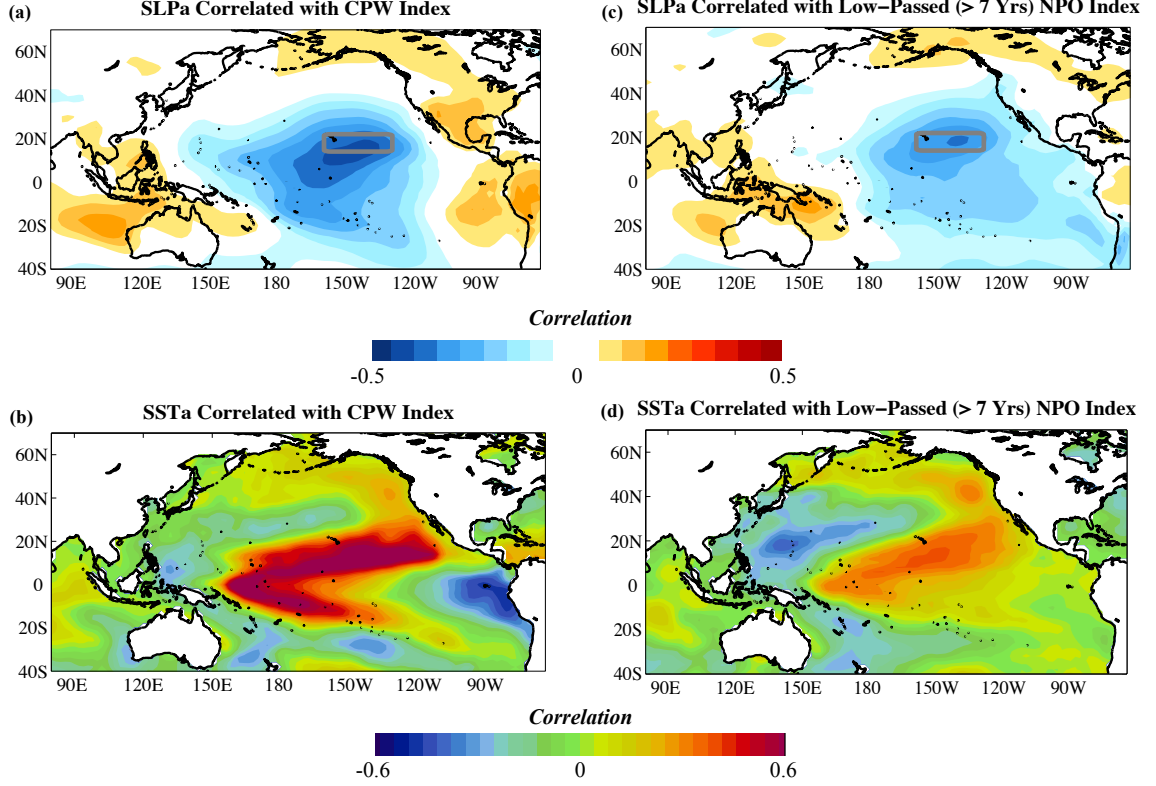 (a) SLPa Correlated with CPW Index
60N
40N
20N
0
20S
40S
90E 120E 150E 180 150W 120W 90W
(c) SLPa Correlated with Low−Passed (> 7 Yrs) NPO Index
60N
40N
20N
0
20S
40S
90E 120E 150E 180 150W 120W 90W
Correlation
-0.5 0 0.5
(b) SSTa Correlated with CPW Index
60N
40N
20N
0
20S
40S
90E 120E 150E 180 150W 120W 90W
(d) SSTa Correlated with Low−Passed (> 7 Yrs) NPO Index
60N
40N
20N
0
20S
40S
90E 120E 150E 180 150W 120W 90W
Correlation
-0.6 0 0.6